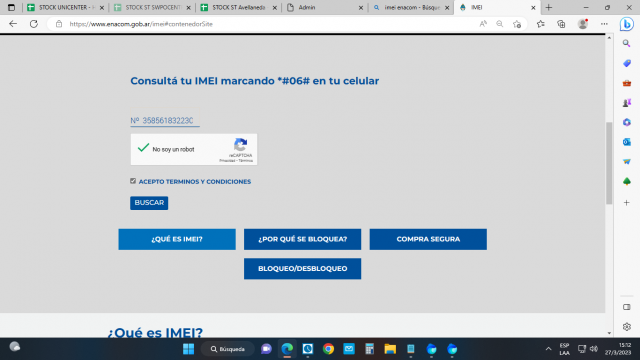 STOCK UNICENTER - H
STOCK ST SWPOCENT
STOCK ST Avellaneda
Admin
imei enacom - Búsqu
IMEI
https://www.enacom.gob.ar/imei#contenedorSite
Consultá tu IMEI marcando *#06# en tu celular
Nº 35856183223C
No soy un robot
reCAPTCHA
Privacidad - Términos
ACEPTO TERMINOS Y CONDICIONES
BUSCAR
¿QUÉ ES IMEI?
¿POR QUÉ SE BLOQUEA?
COMPRA SEGURA
BLOQUEO/DESBLOQUEO
¿Qué es IMEI?
Búsqueda
ESP
LAA
15:12
27/3/2023